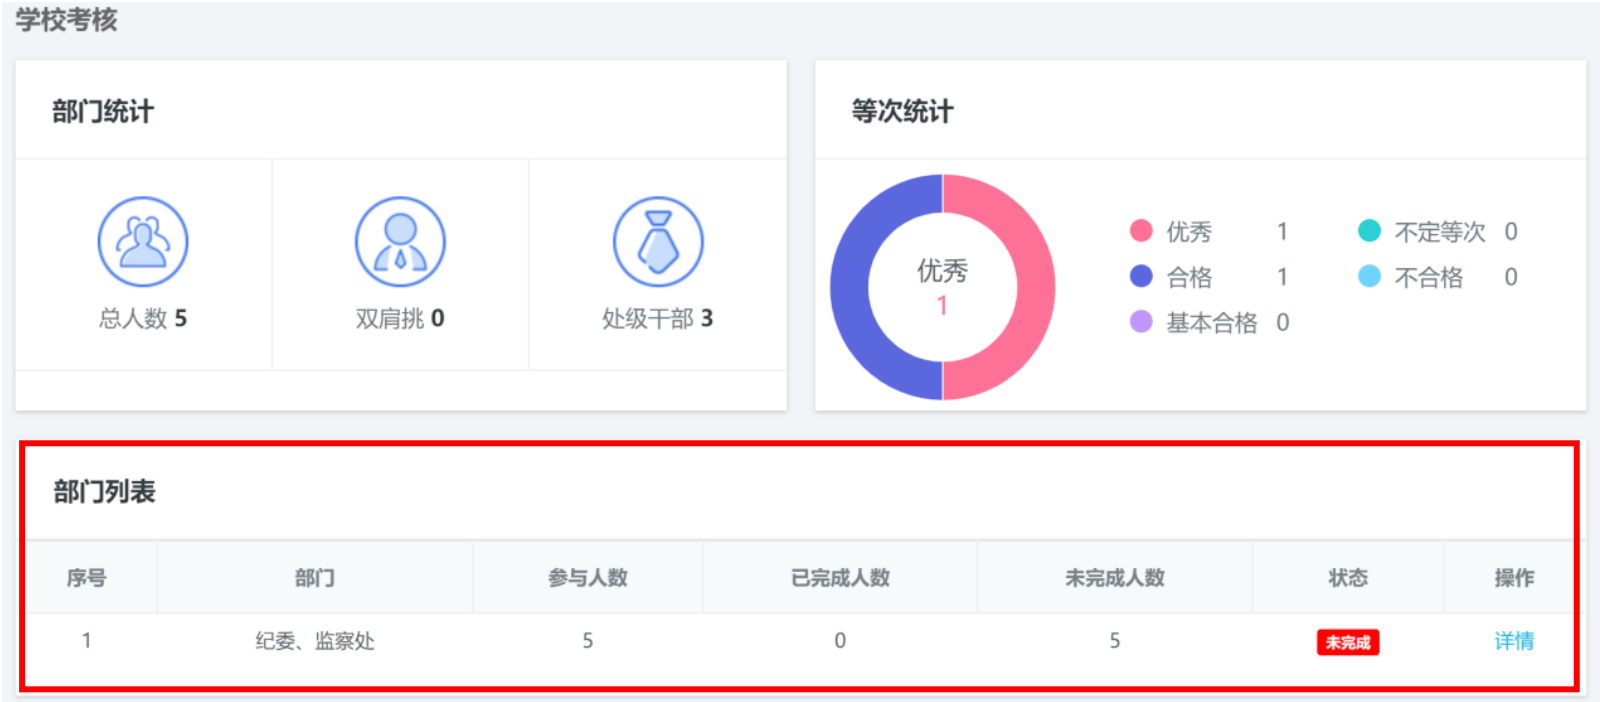 学校考核
部门统计
总人数 5
双肩挑 0
处级干部 3
等次统计
优秀
1
优秀 1
不定等次 0
合格 1
不合格 0
基本合格 0
部门列表
序号 部门 参与人数 已完成人数 未完成人数 状态 操作
1 纪委、监察处 5 0 5 未完成 详情